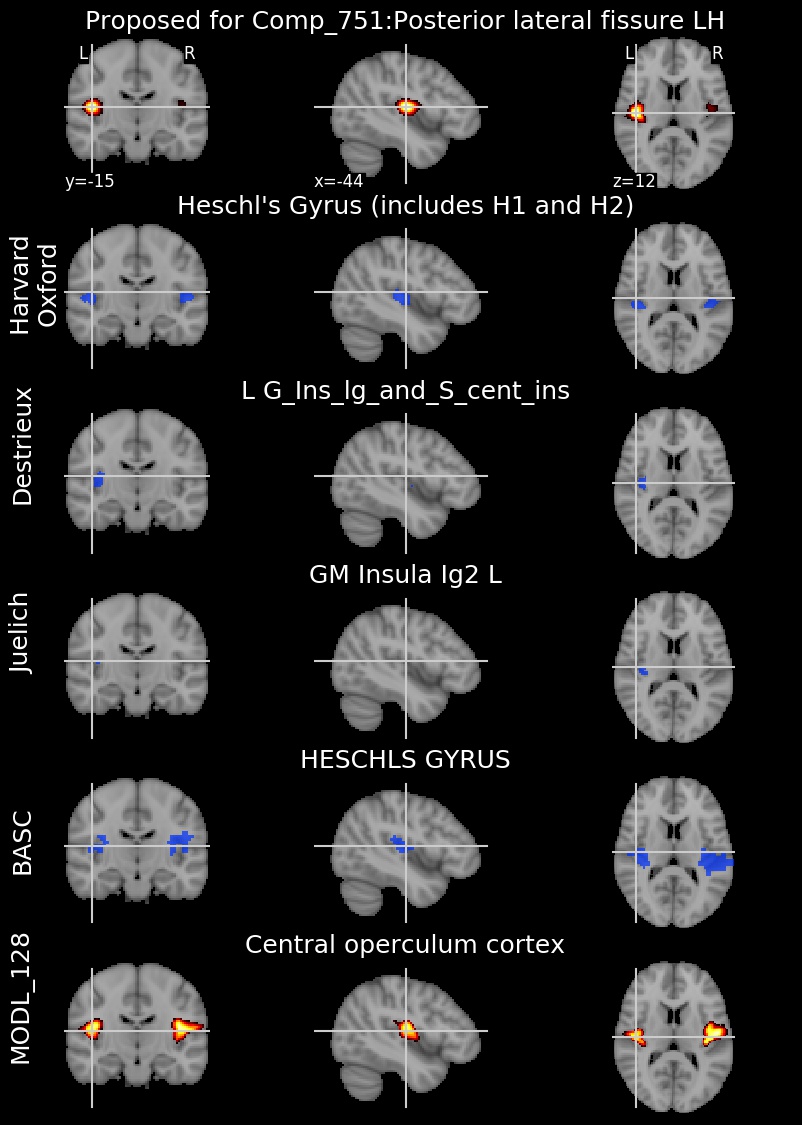 Proposed for Comp_751:Posterior lateral fissure LH
L R
L R
y=-15
x=-44
z=12
Heschl's Gyrus (includes H1 and H2)
Harvard
Oxford
L G_Ins_lg_and_S_cent_ins
Destrieux
GM Insula Ig2 L
Juelich
HESCHLS GYRUS
BASC
Central operculum cortex
MODL_128